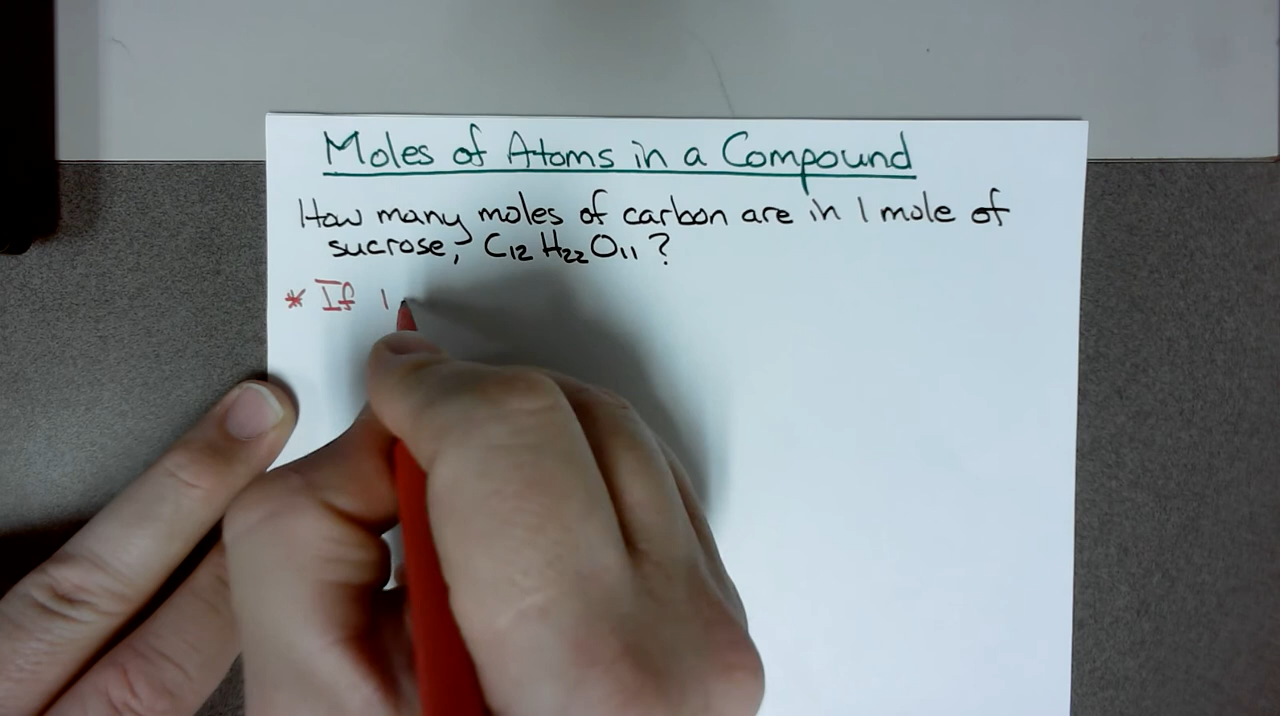 Moles of Atoms in a Compound
How many moles of carbon are in 1 mole of
sucrose, C₁₂H₂₂O₁₁?
* If 1